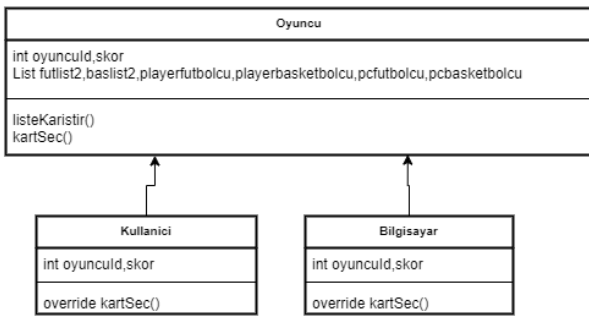 Oyuncu
int oyunculd,skor
List futlist2,baslist2,playerfutbolcu,playerbasketbolcu,pcfutbolcu,pcbasketbolcu
listeKaristir()
kartSec()
Kullanici
int oyuncuId,skor
override kartSec()
Bilgisayar
int oyuncuId,skor
override kartSec()